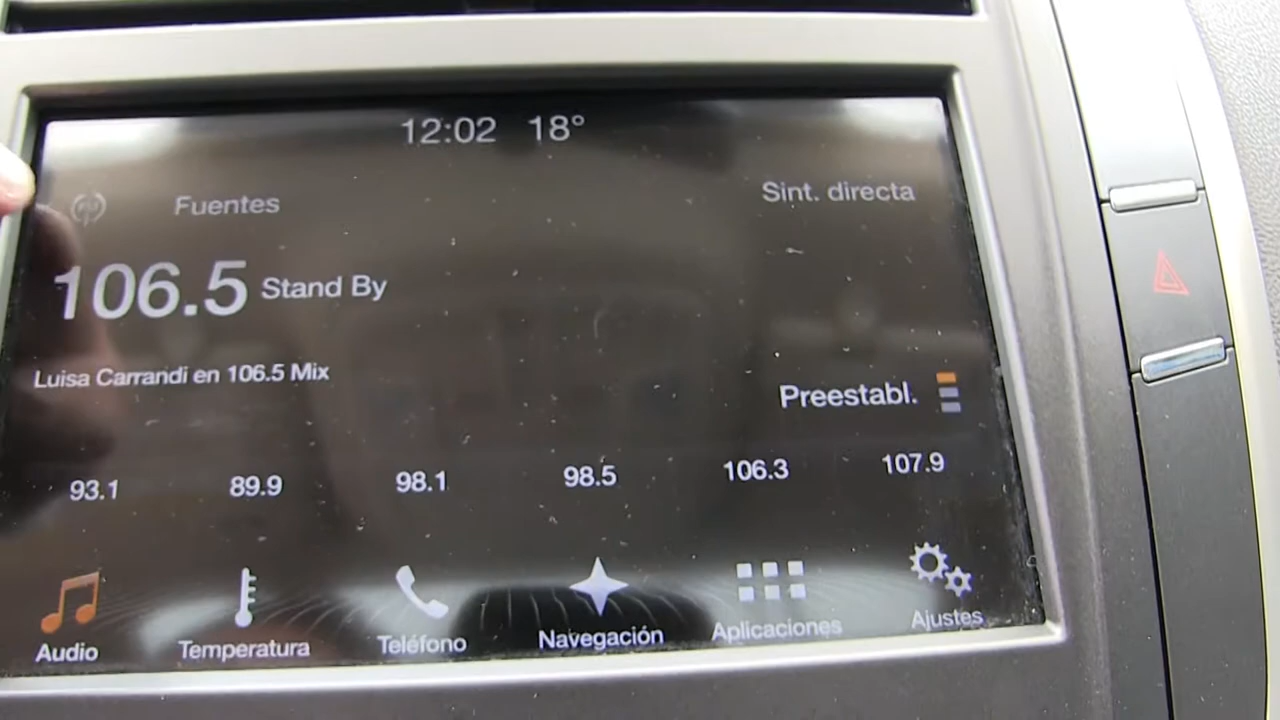 12:02 18°
Fuentes
Sint. directa
106.5 Stand By
Luisa Carrandi en 106.5 Mix
Preestabl.
93.1 89.9 98.1 98.5 106.3 107.9
Audio Temperatura Teléfono Navegación Aplicaciones Ajustes